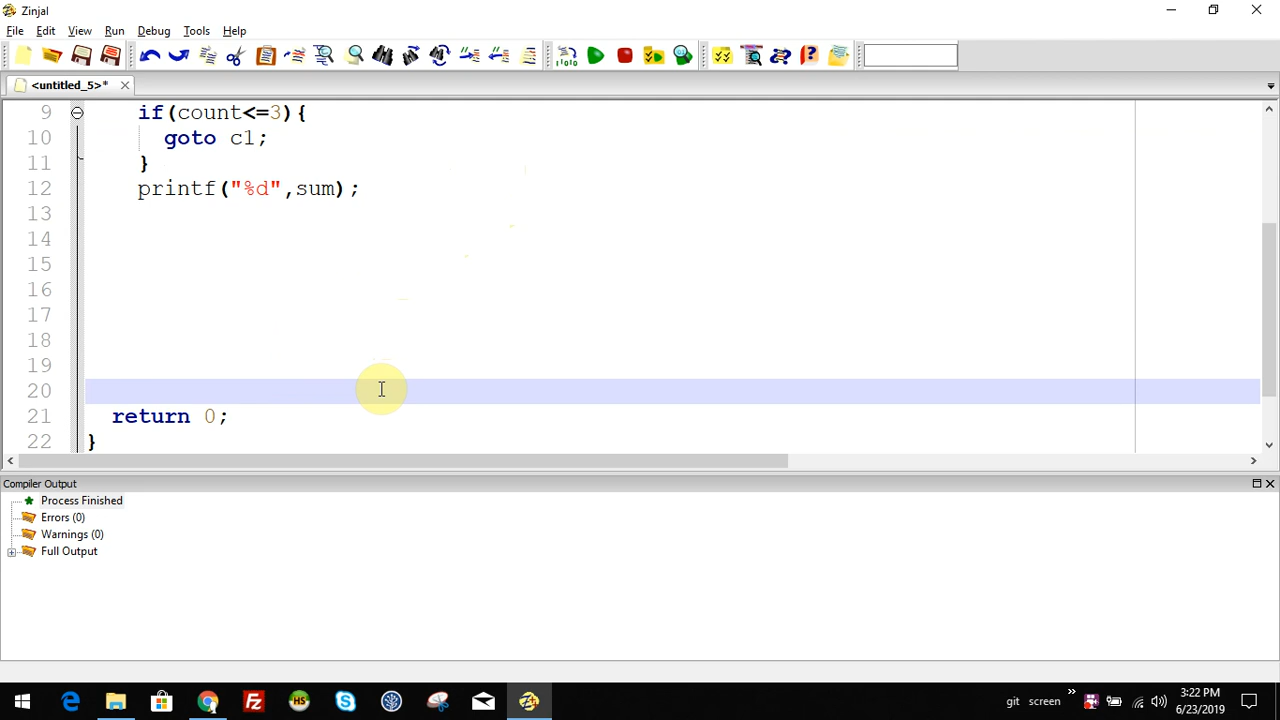 Zinjal
File Edit View Run Debug Tools Help
<untitled_5>*
9 if(count<=3){
10 goto c1;
11 }
12 printf("%d",sum);
13
14
15
16
17
18
19
20
21 return 0;
22 }
Compiler Output
Process Finished
Errors (0)
Warnings (0)
Full Output
git screen
3:22 PM
6/23/2019